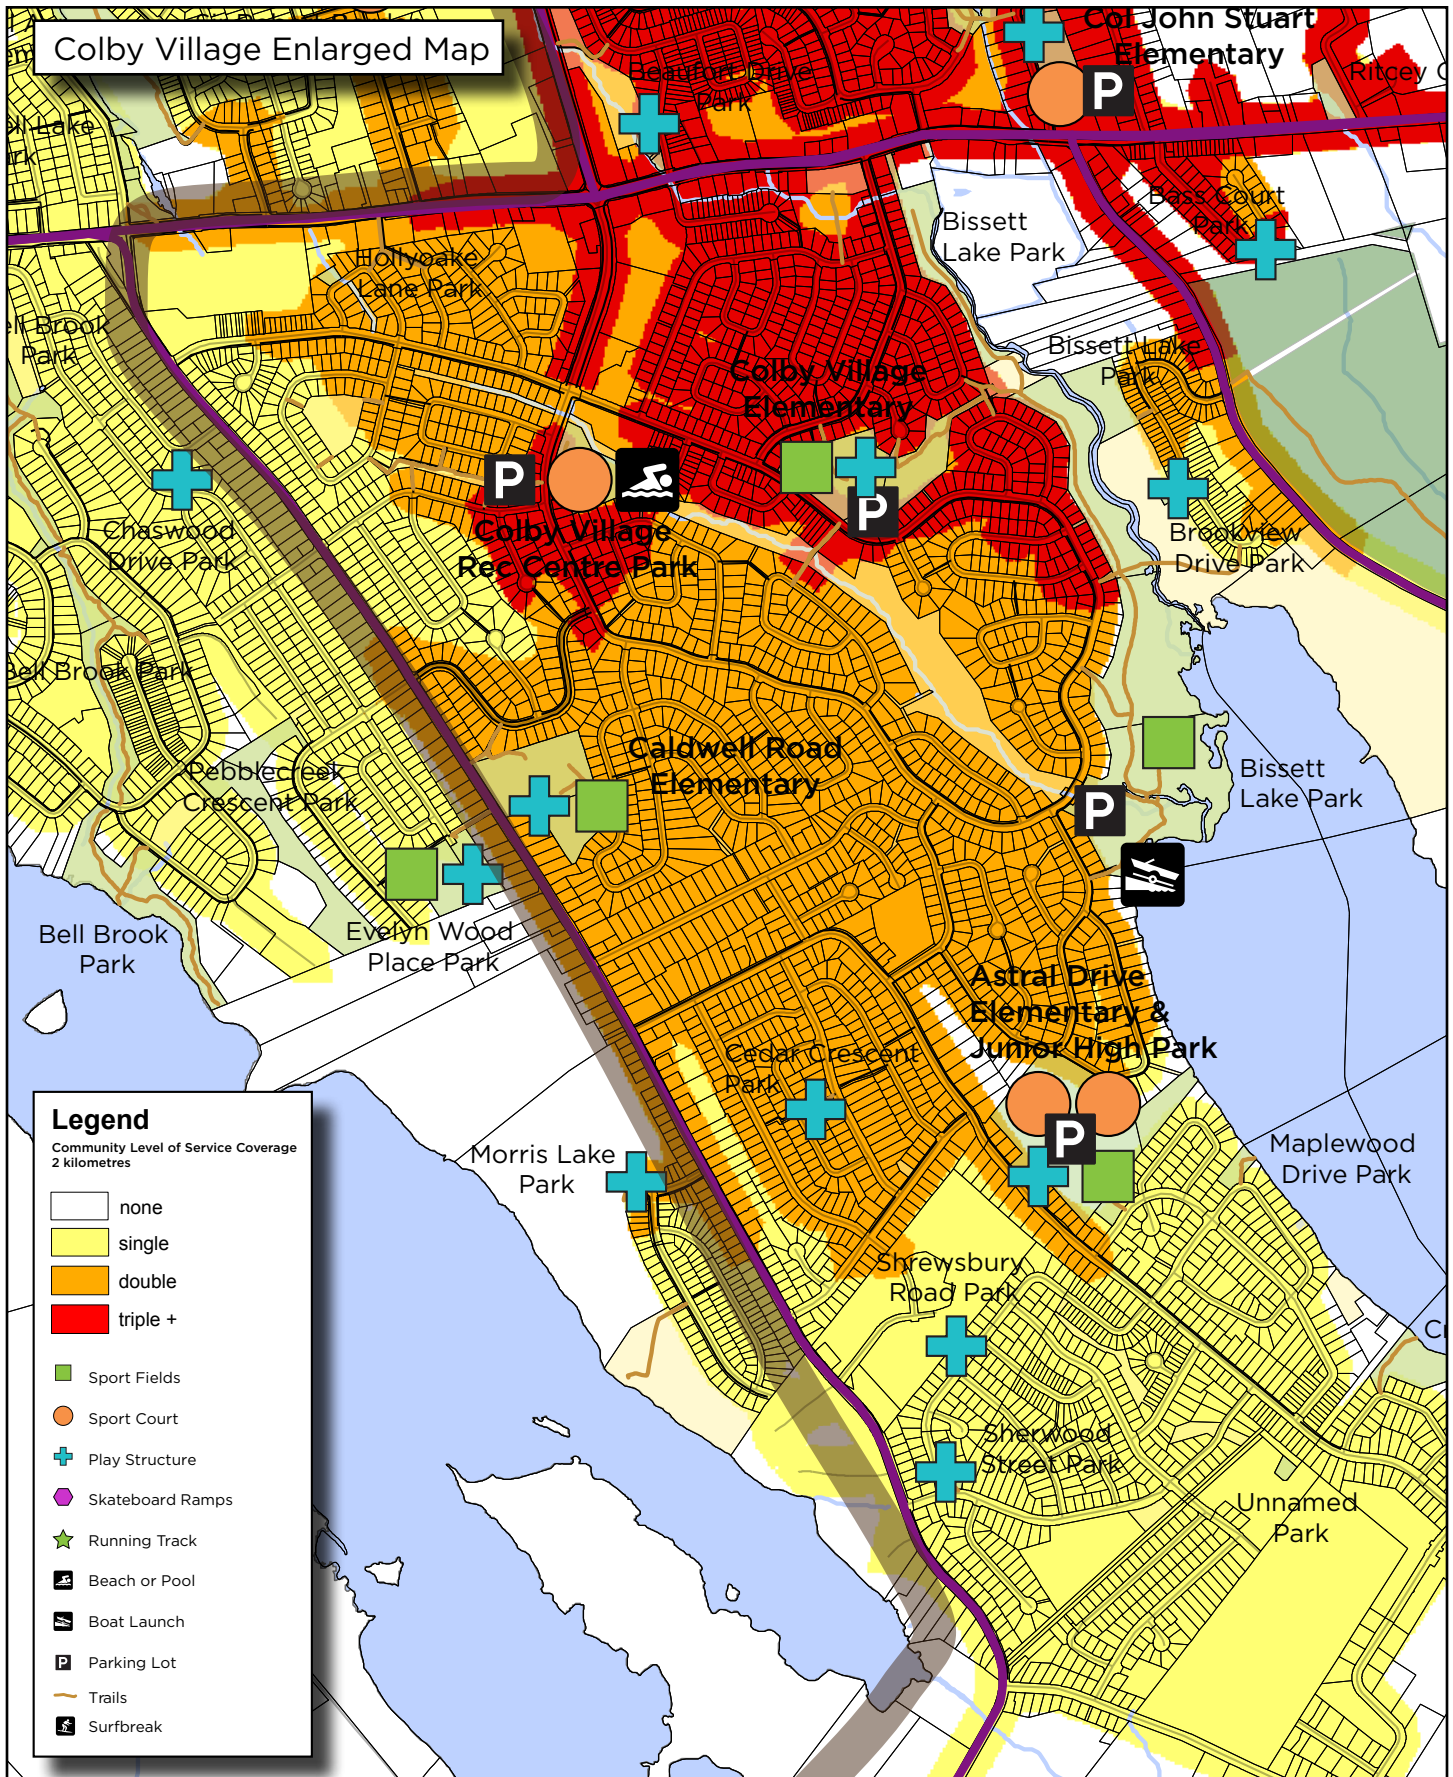 Colby Village Enlarged Map
Col John Stuart
Elementary
Beaufort Drive
Park
Ritcey
Bass Court
Park
Bissett
Lake Park
Hollyoake
Lane Park
Bissett Lake
Park
Colby Village
Elementary
P
P
P
Chaswood
Drive Park
Colby Village
Rec Centre Park
Brookview
Drive Park
Bell Brook Park
Pebblecreek
Crescent Park
Caldwell Road
Elementary
Bissett
Lake Park
P
Bell Brook
Park
Evelyn Wood
Place Park
Astral Drive
Elementary &
Junior High Park
Cedar Crescent
Park
P
Morris Lake
Park
Maplewood
Drive Park
Shrewsbury
Road Park
Sherwood
Street Park
Unnamed
Park
Legend
Community Level of Service Coverage
2 kilometres
none
single
double
triple +
Sport Fields
Sport Court
Play Structure
Skateboard Ramps
Running Track
Beach or Pool
Boat Launch
P Parking Lot
Trails
Surfbreak